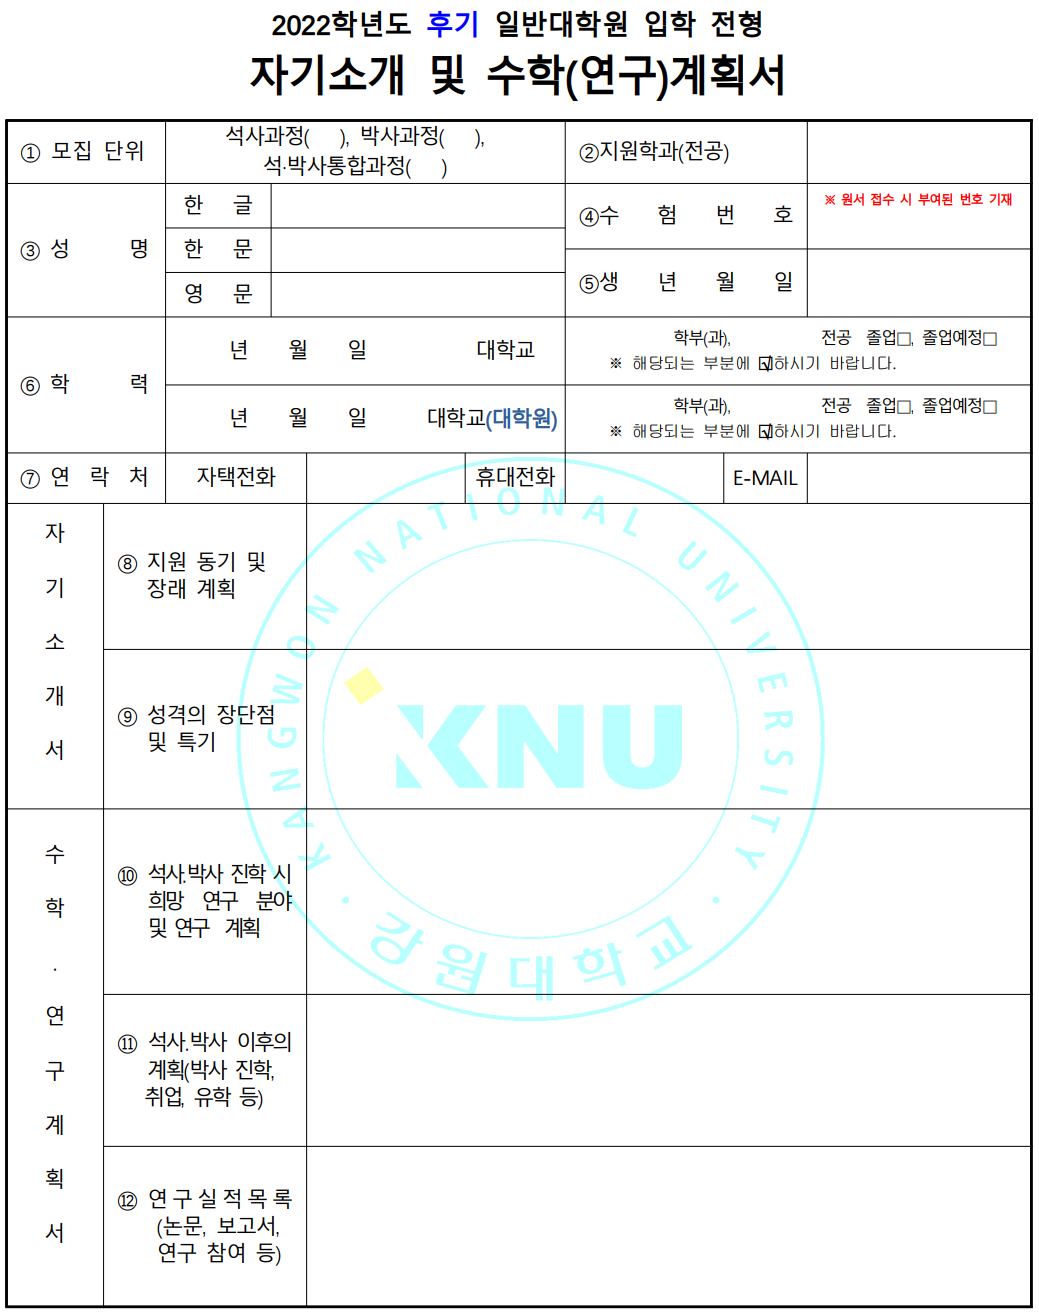 2022학년도 후기 일반대학원 입학 전형
자기소개 및 수학(연구)계획서
① 모집 단위
석사과정( ), 박사과정( ),
석·박사통합과정( )
②지원학과(전공)
③ 성 명
한 글
한 문
영 문
④수 험 번 호
※ 원서 접수 시 부여된 번호 기재
⑤생 년 월 일
⑥ 학 력
년 월 일 대학교
학부(과), 전공 졸업□, 졸업예정□
※ 해당되는 부분에 ☑하시기 바랍니다.
년 월 일 대학교(대학원)
학부(과), 전공 졸업□, 졸업예정□
※ 해당되는 부분에 ☑하시기 바랍니다.
⑦ 연 락 처
자택전화
휴대전화
E-MAIL
자
기
소
개
서
⑧ 지원 동기 및
장래 계획
⑨ 성격의 장단점
및 특기
수
학
.
연
구
계
획
서
⑩ 석사.박사 진학 시
희망 연구 분야
및 연구 계획
⑪ 석사.박사 이후의
계획(박사 진학,
취업, 유학 등)
⑫ 연구실적목록
(논문, 보고서,
연구 참여 등)
KANGWON NATIONAL UNIVERSITY
KNU
· 강원대학교 ·